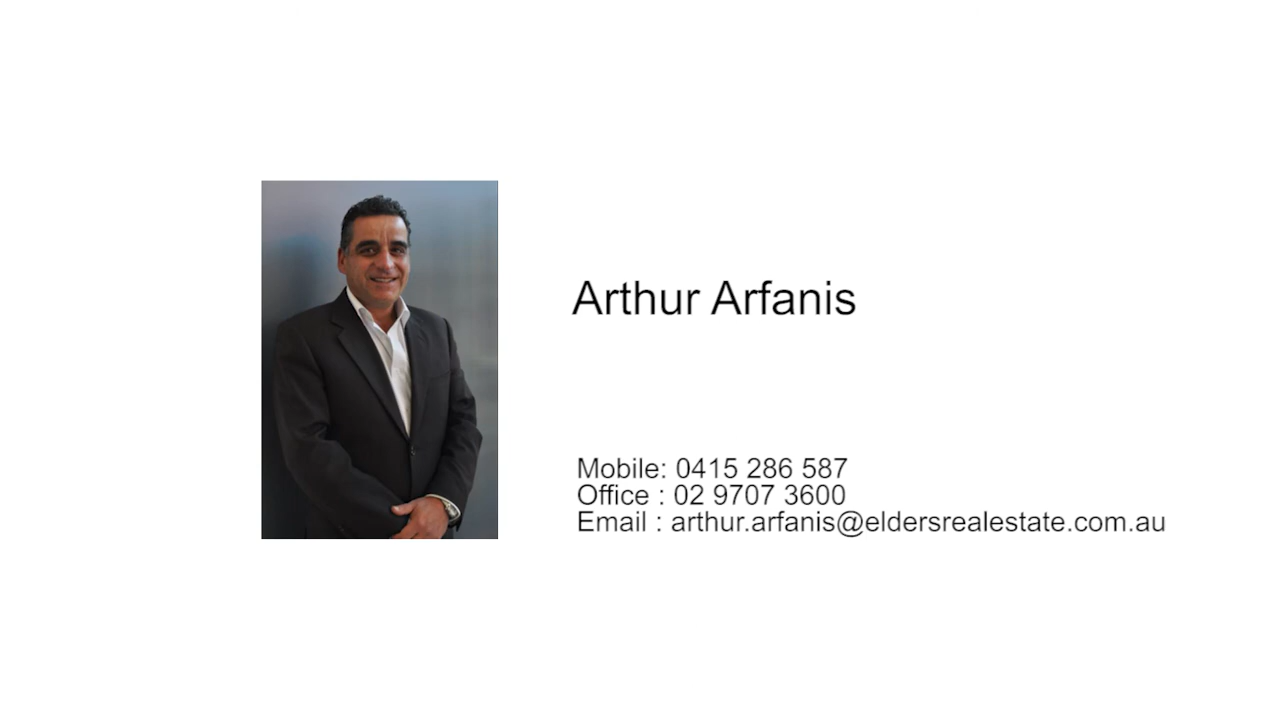 Arthur Arfanis
Mobile: 0415 286 587
Office : 02 9707 3600
Email : arthur.arfanis@eldersrealestate.com.au